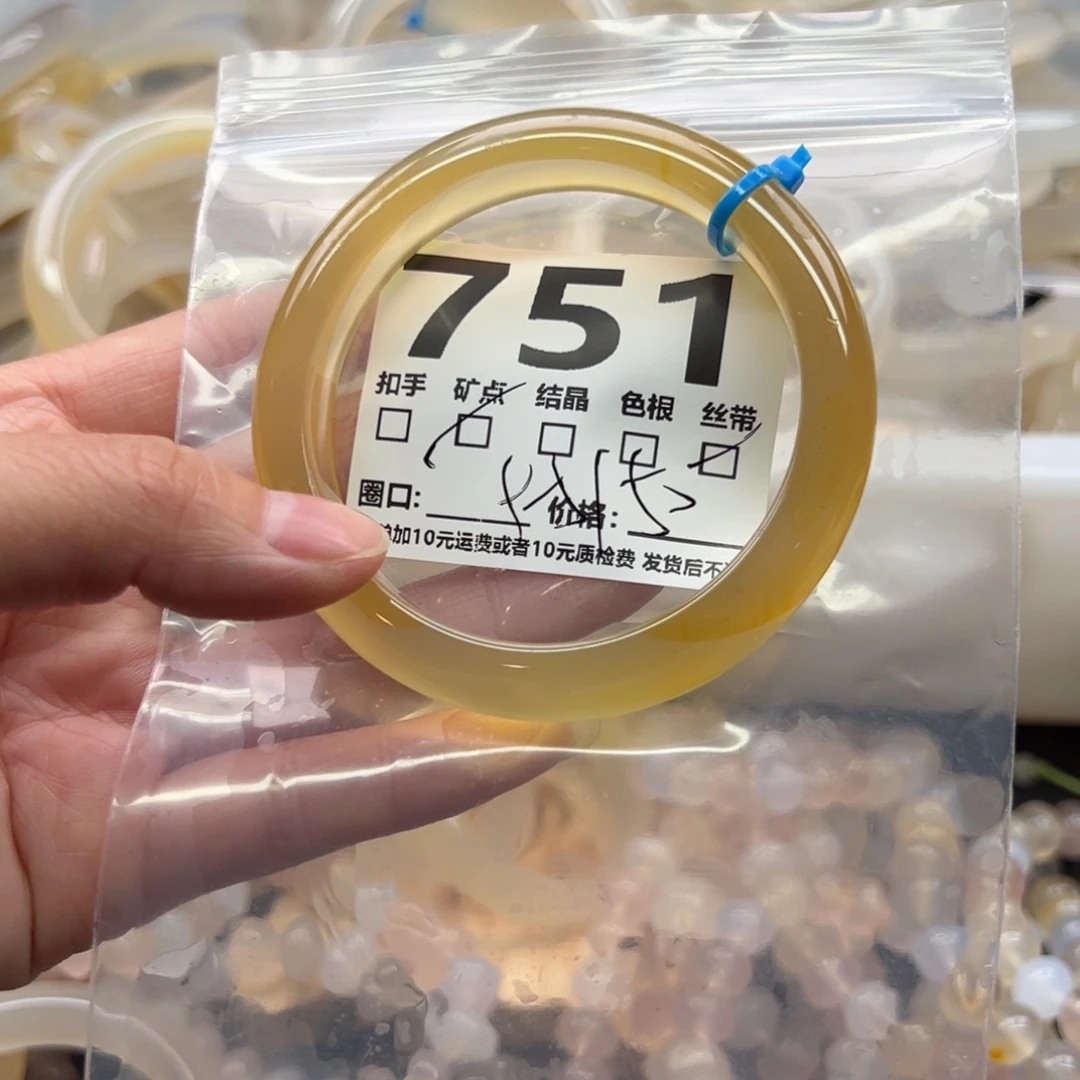 751
扣手 矿点 结晶 色根 丝带
圈口: 价格:
加10元运费或者10元质检费 发货后不